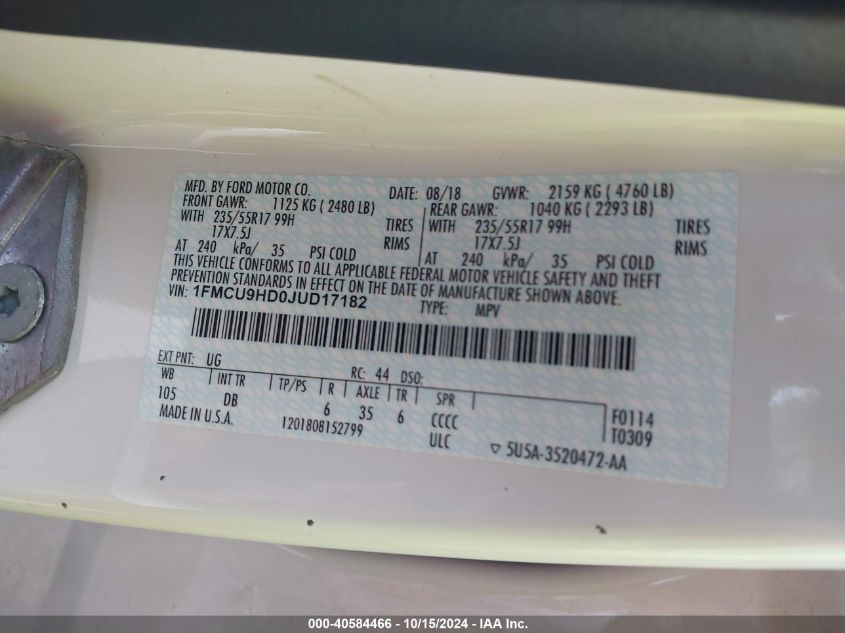 MFD. BY FORD MOTOR CO. DATE: 08/18 GVWR: 2159 KG ( 4760 LB)
FRONT GAWR: 1125 KG ( 2480 LB) REAR GAWR: 1040 KG ( 2293 LB)
WITH 235/55R17 99H TIRES WITH 235/55R17 99H TIRES
17X7.5J RIMS 17X7.5J RIMS
AT 240 kPa/ 35 PSI COLD AT 240 kPa/ 35 PSI COLD
THIS VEHICLE CONFORMS TO ALL APPLICABLE FEDERAL MOTOR VEHICLE SAFETY AND THEFT
PREVENTION STANDARDS IN EFFECT ON THE DATE OF MANUFACTURE SHOWN ABOVE.
VIN: 1FMCU9HD0JUD17182 TYPE: MPV
EXT PNT: UG RC: 44 DSO:
WB INT TR TP/PS R AXLE TR SPR
105 DB 6 35 6 CCCC F0114
MADE IN U.S.A. 1201808152799 ULC T0309
▽ 5U5A-3520472-AA
000-40584466 - 10/15/2024 - IAA Inc.